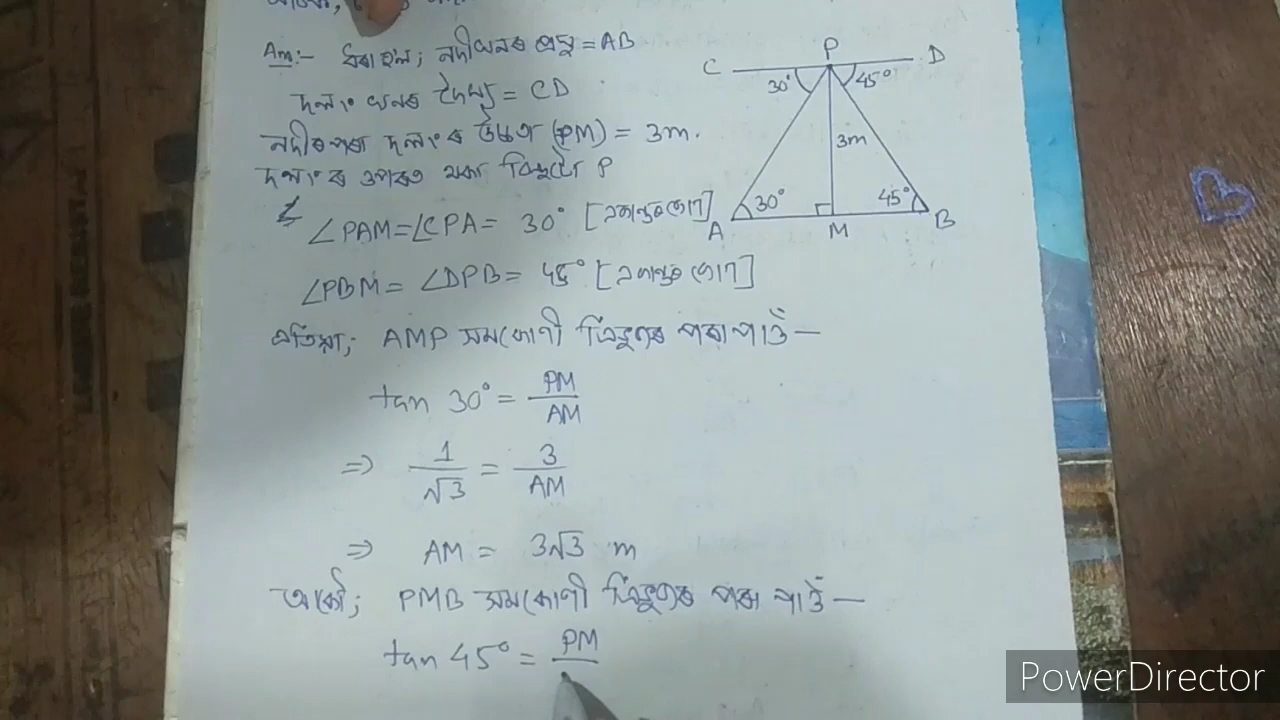 Ans:- ধৰা হল; নদীখনৰ প্ৰস্থ = AB
দলং খনৰ দৈৰ্ঘ্য = CD
নদীৰ পৰা দলংৰ উচ্চতা (PM) = 3m.
দলংৰ ওপৰত থকা বিন্দুটো P
∠PAM = ∠CPA = 30° [একান্তৰ কোণ]
∠PBM = ∠DPB = 45° [একান্তৰ কোণ]
এতিয়া; AMP সমকোণী ত্ৰিভুজৰ পৰা পাওঁ —
tan 30° = PM/AM
⇒ 1/√3 = 3/AM
⇒ AM = 3√3 m
আকৌ; PMB সমকোণী ত্ৰিভুজৰ পৰা পাওঁ —
tan 45° = PM/
C P D
30° 45°
3m
30° 45°
A M B
PowerDirector